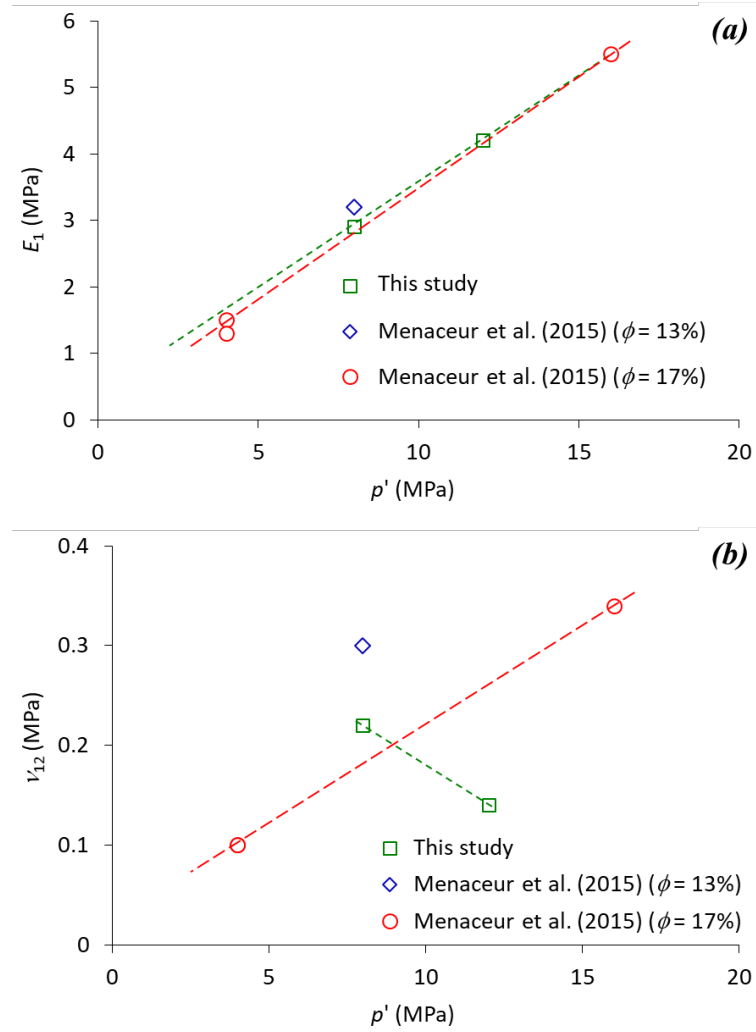 (a)
6
5
4
3
2
1
0
E1 (MPa)
This study
Menaceur et al. (2015) (ϕ = 13%)
Menaceur et al. (2015) (ϕ = 17%)
0 5 10 15 20
p' (MPa)
(b)
0.4
0.3
0.2
0.1
0
ν12 (MPa)
This study
Menaceur et al. (2015) (ϕ = 13%)
Menaceur et al. (2015) (ϕ = 17%)
0 5 10 15 20
p' (MPa)